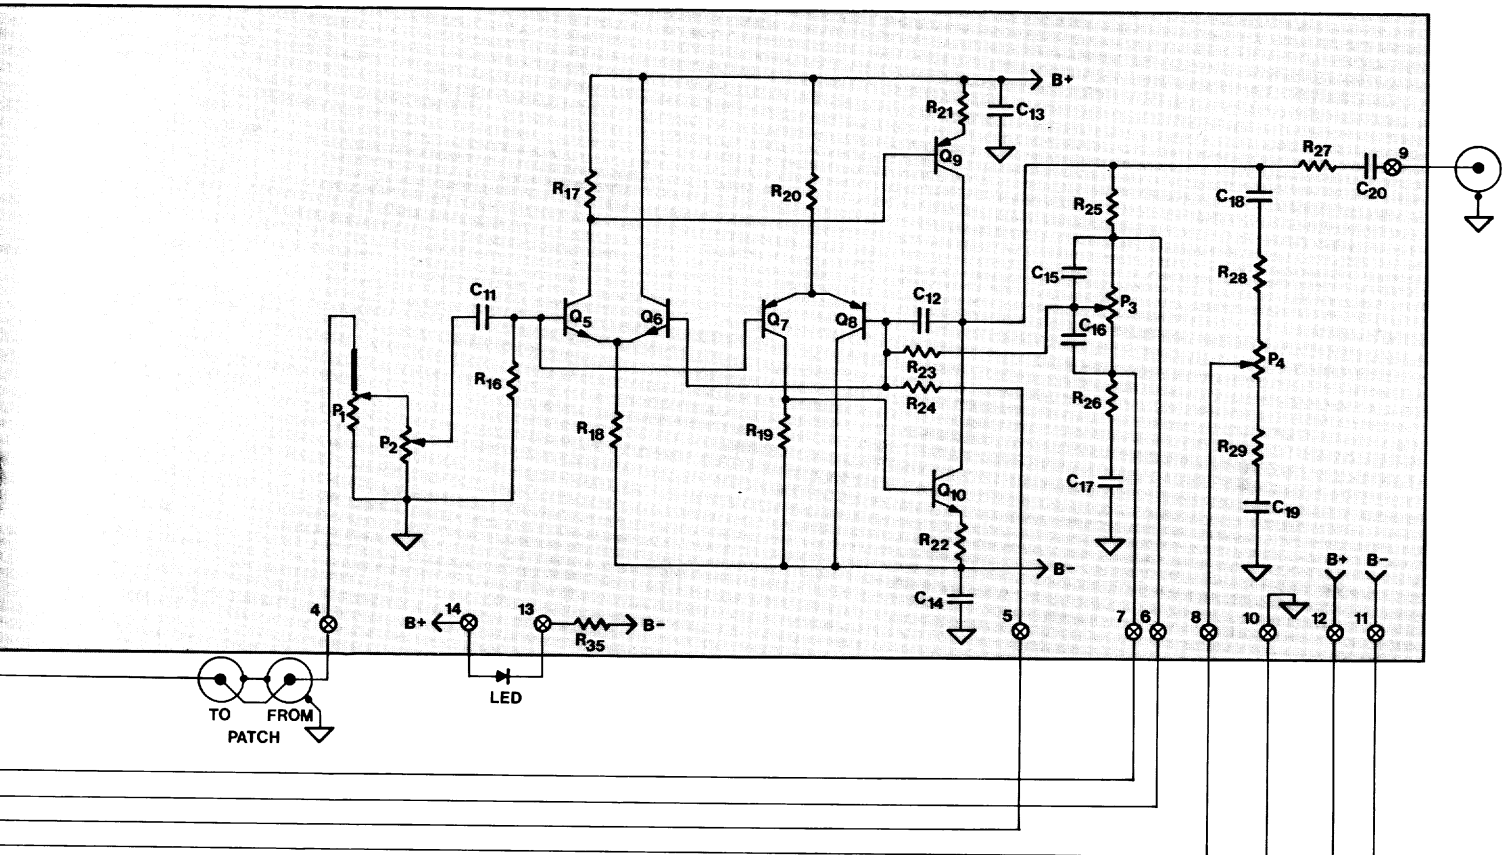 B+
R21
C13
Q9
R27
9
R17
R20
R25
C18
C20
C15
R28
C11
C12
Q5
Q6
Q7
Q8
P3
C16
R23
P4
R16
P1
R24
R26
P2
R18
R19
R29
C17
Q10
C19
R22
B+
B-
B-
C14
4
14
13
5
7
6
8
10
12
11
B+
B-
R35
LED
TO
FROM
PATCH